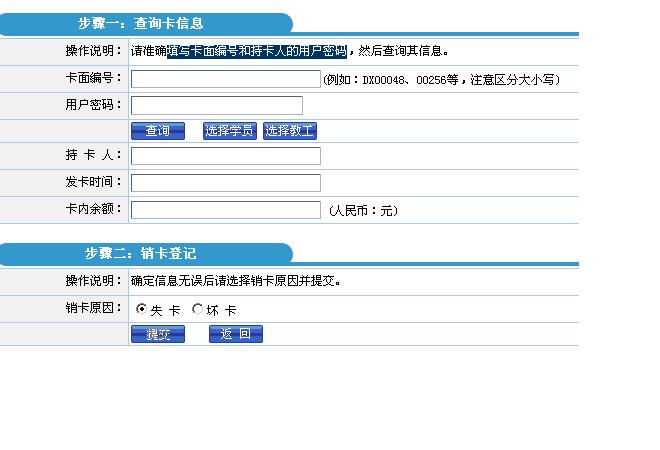 步骤一：查询卡信息
操作说明： 请准确填写卡面编号和持卡人的用户密码，然后查询其信息。
卡面编号： (例如：DX00048、00256等，注意区分大小写)
用户密码：
查询 选择学员 选择教工
持 卡 人：
发卡时间：
卡内余额： (人民币：元)
步骤二：销卡登记
操作说明： 确定信息无误后请选择销卡原因并提交。
销卡原因： 失 卡 坏 卡
提交 返 回